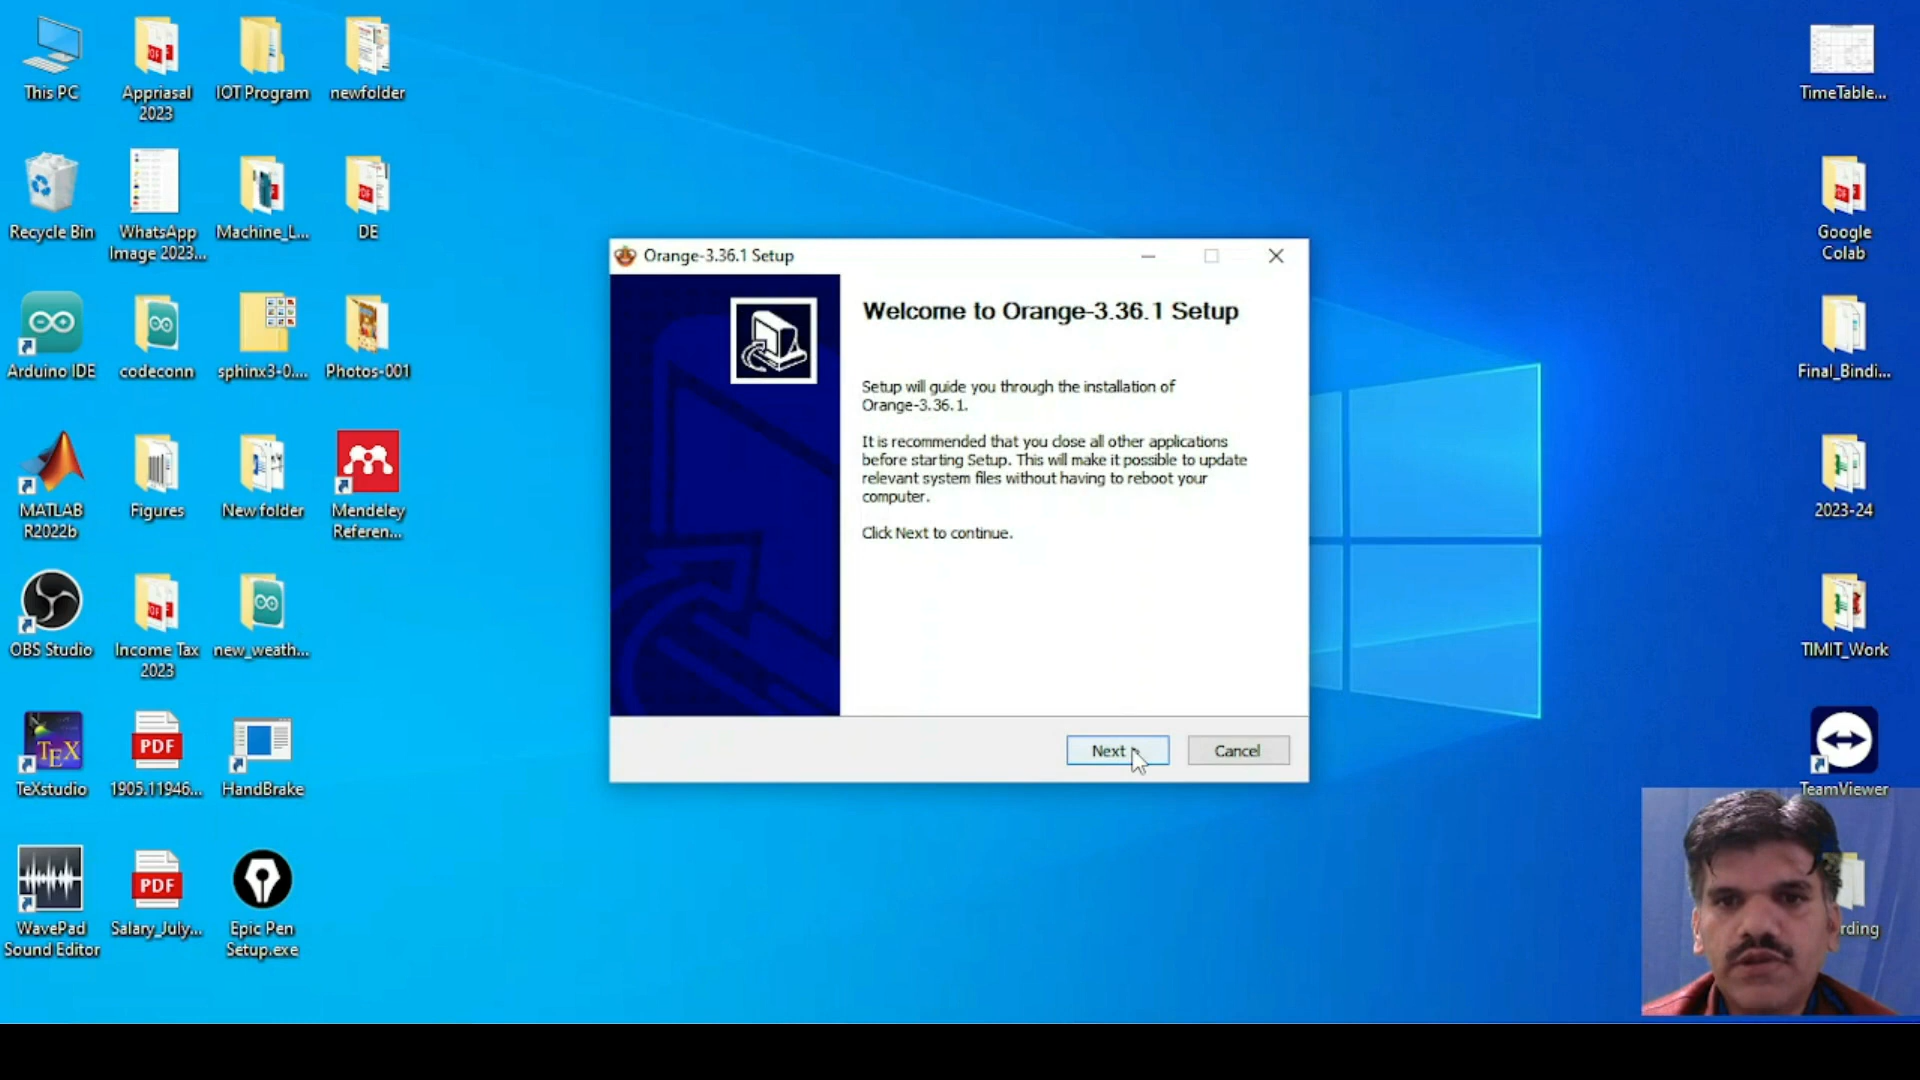 This PC
Appriasal
2023
IOT Program
newfolder
TimeTable...
Recycle Bin
WhatsApp
Image 2023...
Machine_L...
DE
Google
Colab
Arduino IDE
codeconn
sphinx3-0....
Photos-001
Final_Bindi...
MATLAB
R2022b
Figures
New folder
Mendeley
Referen...
2023-24
OBS Studio
Income Tax
2023
new_weath...
TIMIT_Work
TEX
TeXstudio
PDF
1905.11946...
HandBrake
TeamViewer
WavePad
Sound Editor
PDF
Salary_July...
Epic Pen
Setup.exe
rding
Orange-3.36.1 Setup
Welcome to Orange-3.36.1 Setup
Setup will guide you through the installation of
Orange-3.36.1.
It is recommended that you close all other applications
before starting Setup. This will make it possible to update
relevant system files without having to reboot your
computer.
Click Next to continue.
Next >
Cancel